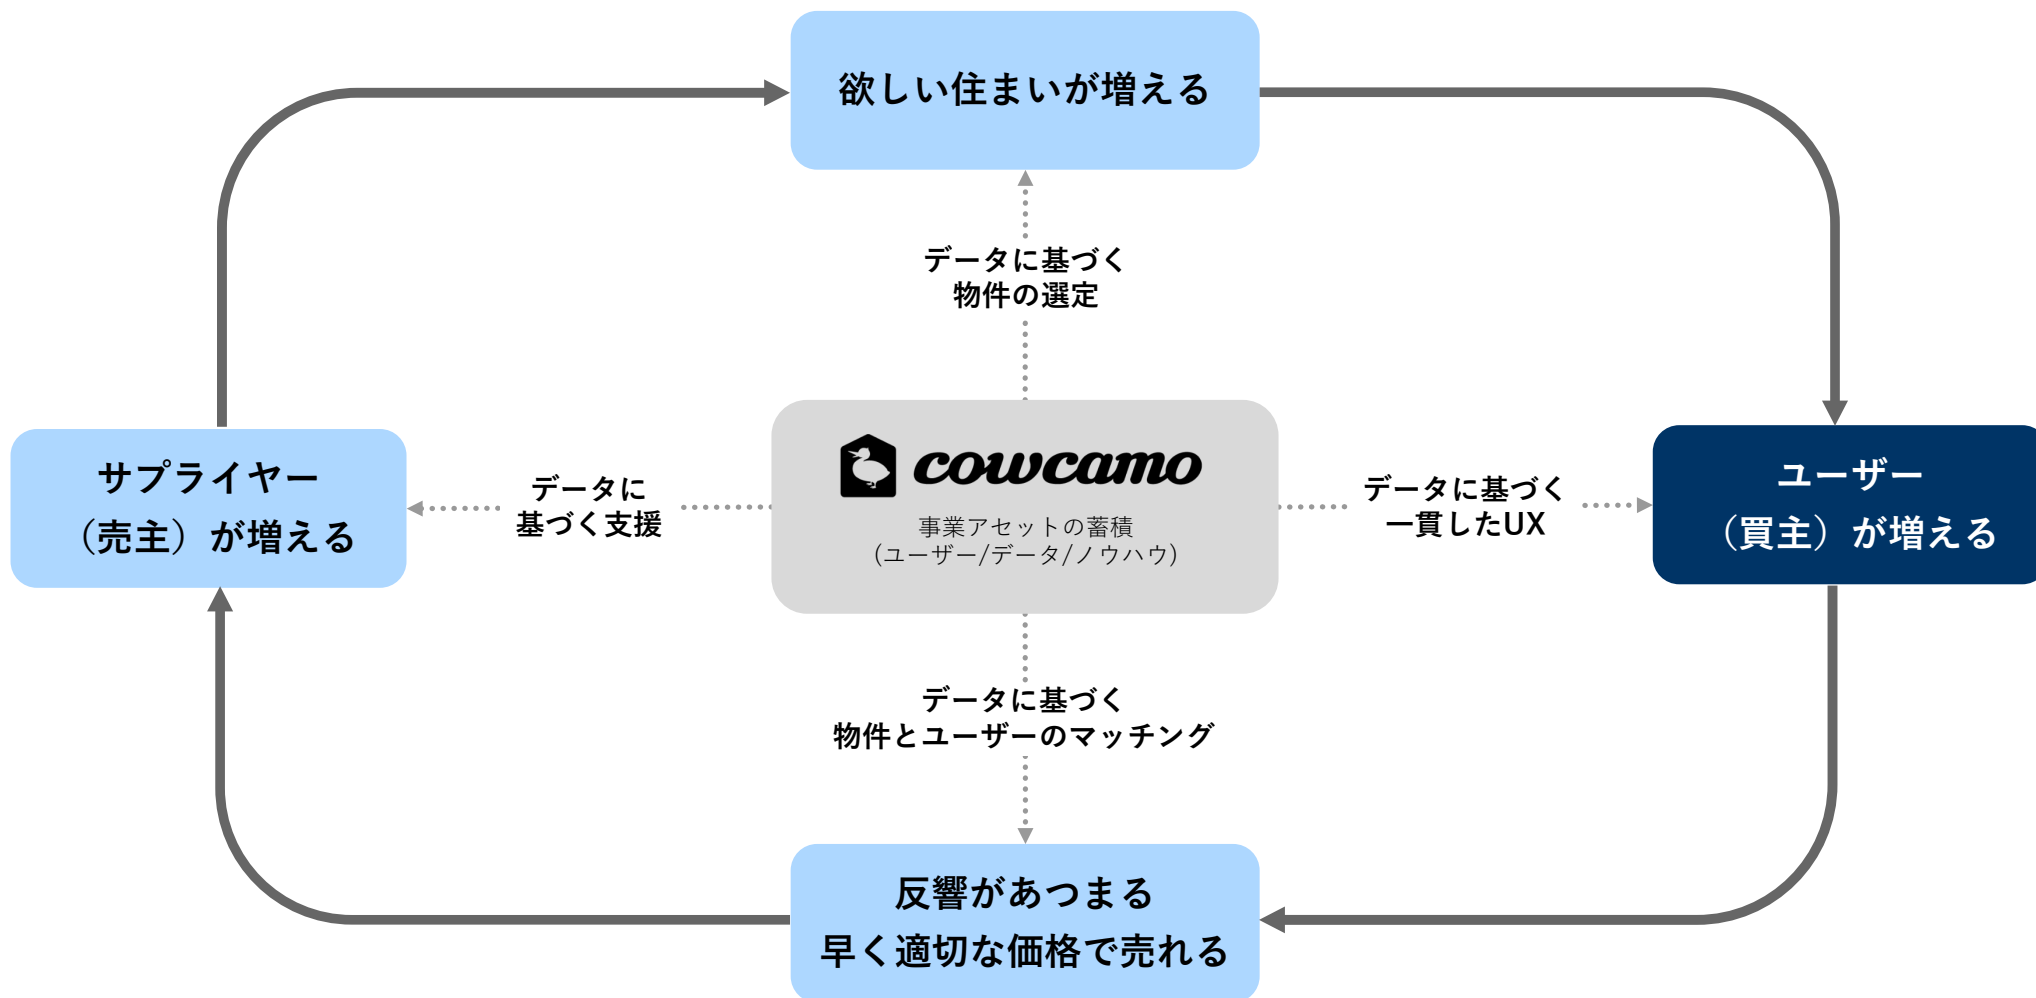 欲しい住まいが増える
データに基づく
物件の選定
サプライヤー
（売主）が増える
データに
基づく支援
cowcamo
事業アセットの蓄積
(ユーザー/データ/ノウハウ)
データに基づく
一貫したUX
ユーザー
（買主）が増える
データに基づく
物件とユーザーのマッチング
反響があつまる
早く適切な価格で売れる